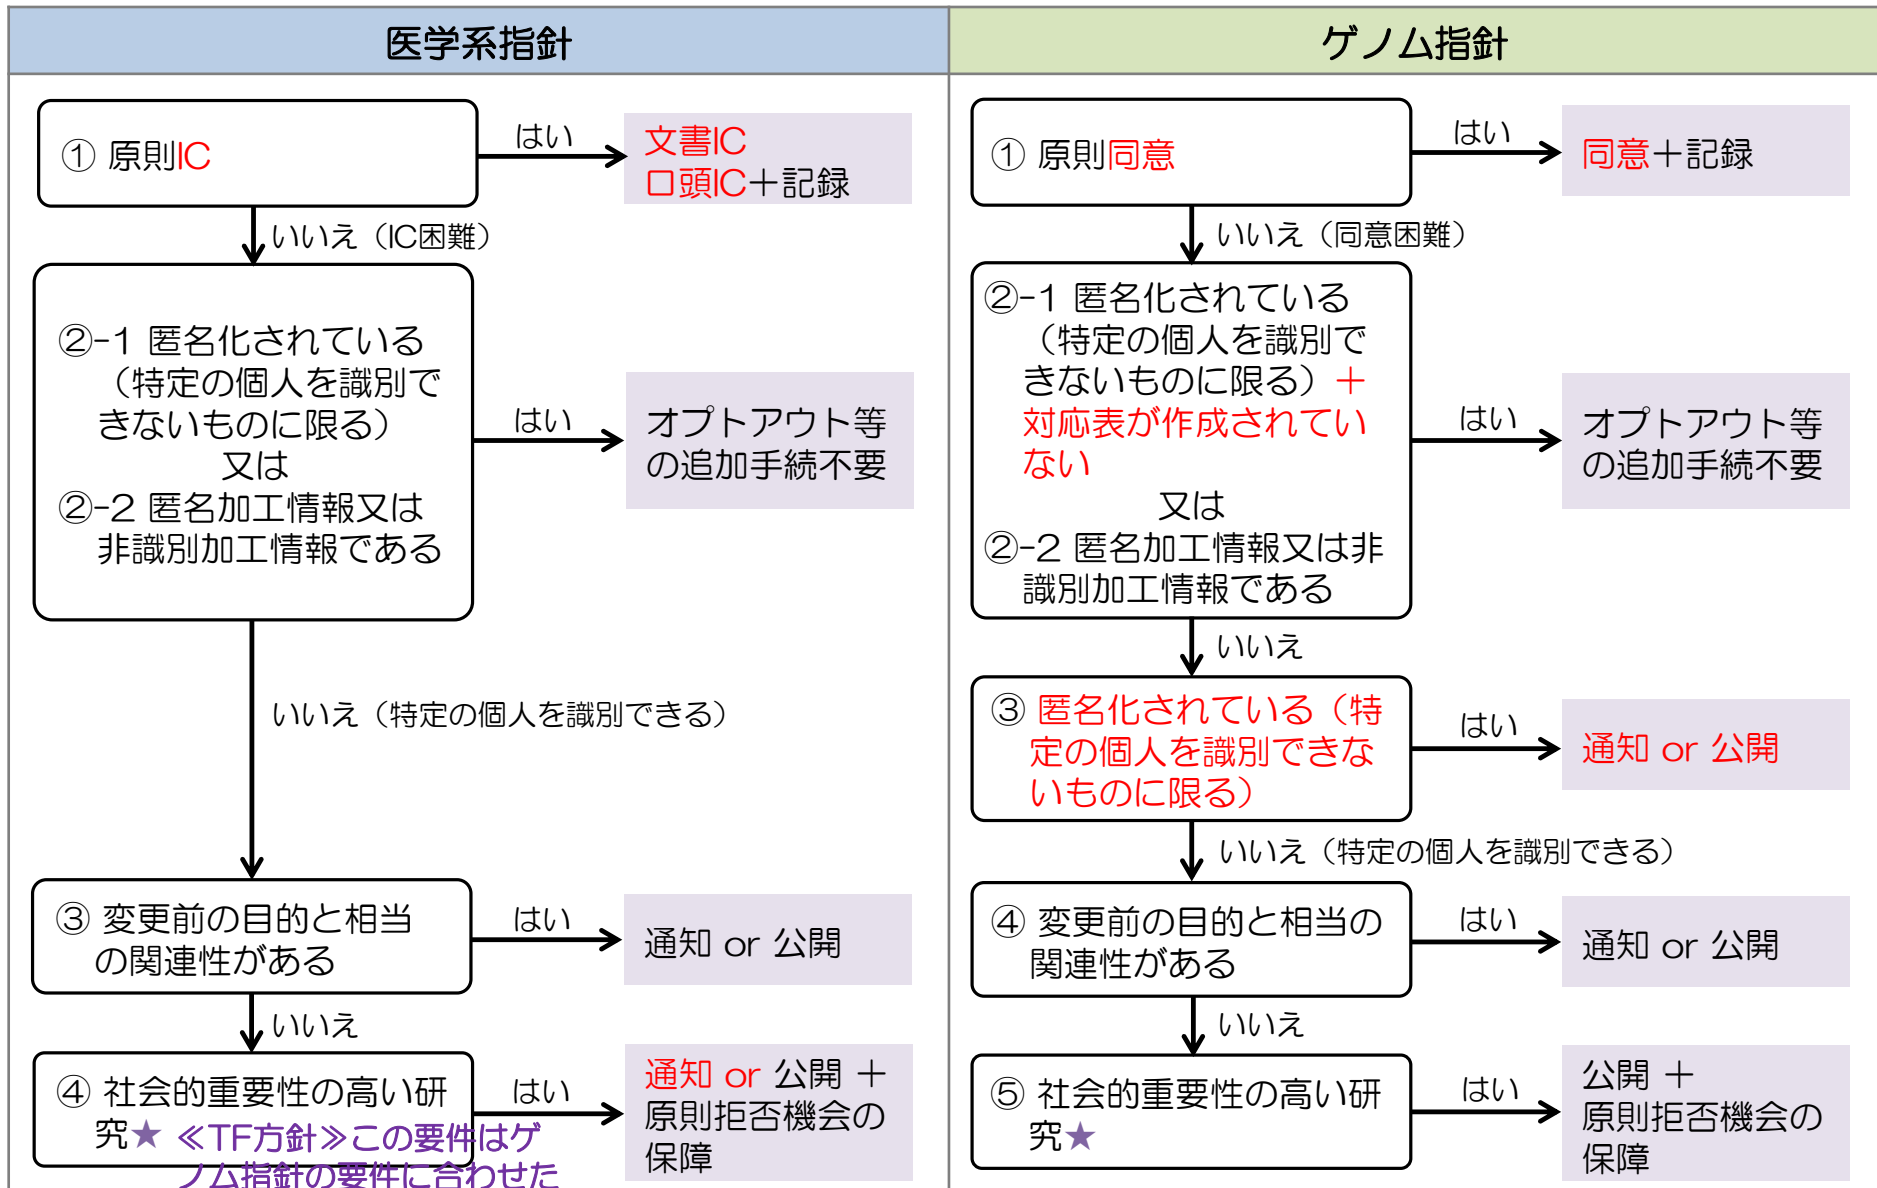 医学系指針
① 原則IC
はい
文書IC
口頭IC＋記録
いいえ（IC困難）
②-1 匿名化されている
（特定の個人を識別で
きないものに限る）
又は
②-2 匿名加工情報又は
非識別加工情報である
はい
オプトアウト等
の追加手続不要
いいえ（特定の個人を識別できる）
③ 変更前の目的と相当
の関連性がある
はい
通知 or 公開
いいえ
④ 社会的重要性の高い研
究★ ≪TF方針≫この要件はゲ
ノム指針の要件に合わせた
はい
通知 or 公開 ＋
原則拒否機会の
保障
ゲノム指針
① 原則同意
はい
同意＋記録
いいえ（同意困難）
②-1 匿名化されている
（特定の個人を識別で
きないものに限る）＋
対応表が作成されてい
ない
又は
②-2 匿名加工情報又は非
識別加工情報である
はい
オプトアウト等
の追加手続不要
いいえ
③ 匿名化されている（特
定の個人を識別できな
いものに限る）
はい
通知 or 公開
いいえ（特定の個人を識別できる）
④ 変更前の目的と相当の
関連性がある
はい
通知 or 公開
いいえ
⑤ 社会的重要性の高い研
究★
はい
公開 ＋
原則拒否機会の
保障